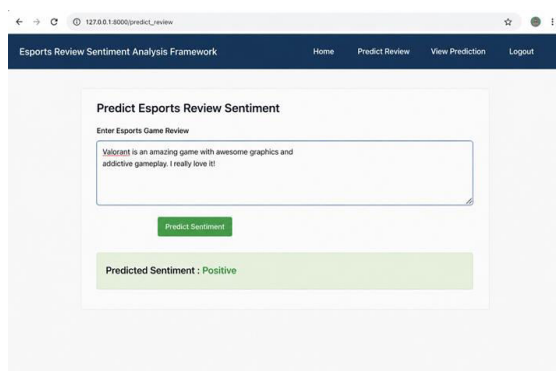 127.0.0.1:8000/predict_review
Esports Review Sentiment Analysis Framework Home Predict Review View Prediction Logout
Predict Esports Review Sentiment
Enter Esports Game Review
Valorant is an amazing game with awesome graphics and
addictive gameplay. I really love it!
Predict Sentiment
Predicted Sentiment : Positive